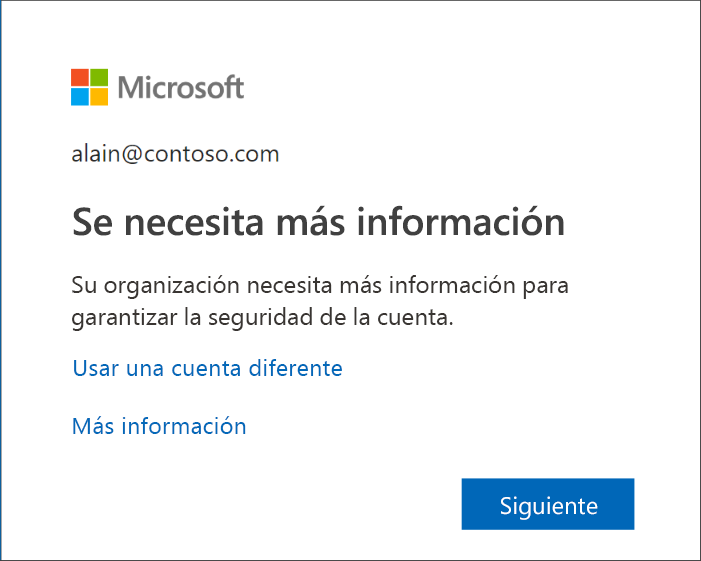 Microsoft
alain@contoso.com
Se necesita más información
Su organización necesita más información para
garantizar la seguridad de la cuenta.
Usar una cuenta diferente
Más información
Siguiente